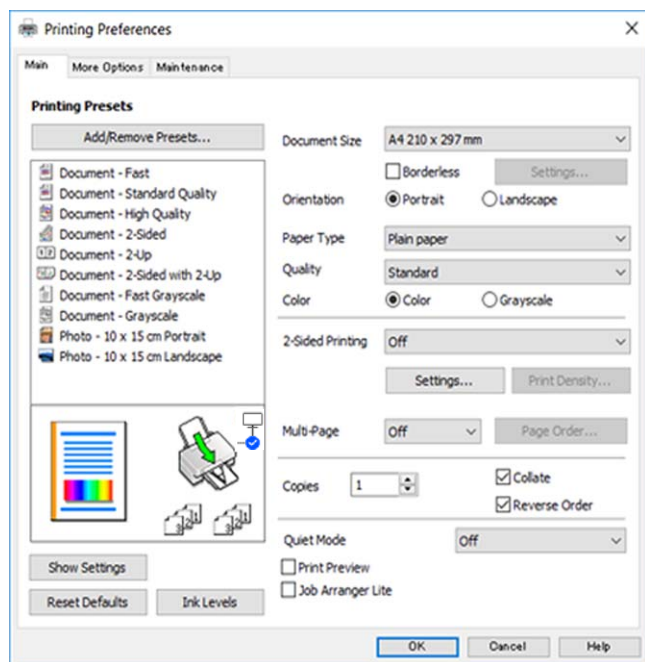 Printing Preferences
Main
More Options
Maintenance
Printing Presets
Add/Remove Presets...
Document - Fast
Document - Standard Quality
Document - High Quality
Document - 2-Sided
Document - 2-Up
Document - 2-Sided with 2-Up
Document - Fast Grayscale
Document - Grayscale
Photo - 10 x 15 cm Portrait
Photo - 10 x 15 cm Landscape
Show Settings
Reset Defaults
Ink Levels
Document Size
A4 210 x 297 mm
Borderless
Settings...
Orientation
Portrait
Landscape
Paper Type
Plain paper
Quality
Standard
Color
Color
Grayscale
2-Sided Printing
Off
Settings...
Print Density...
Multi-Page
Off
Page Order...
Copies
1
Collate
Reverse Order
Quiet Mode
Off
Print Preview
Job Arranger Lite
OK
Cancel
Help